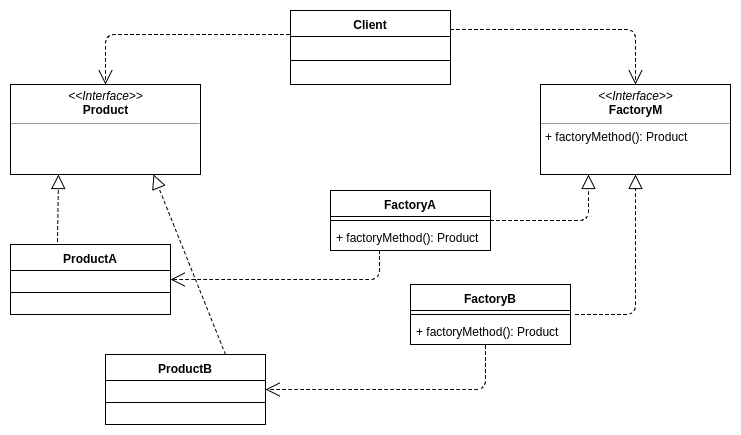 Client
<<Interface>>
Product
<<Interface>>
FactoryM
+ factoryMethod(): Product
FactoryA
+ factoryMethod(): Product
ProductA
FactoryB
+ factoryMethod(): Product
ProductB